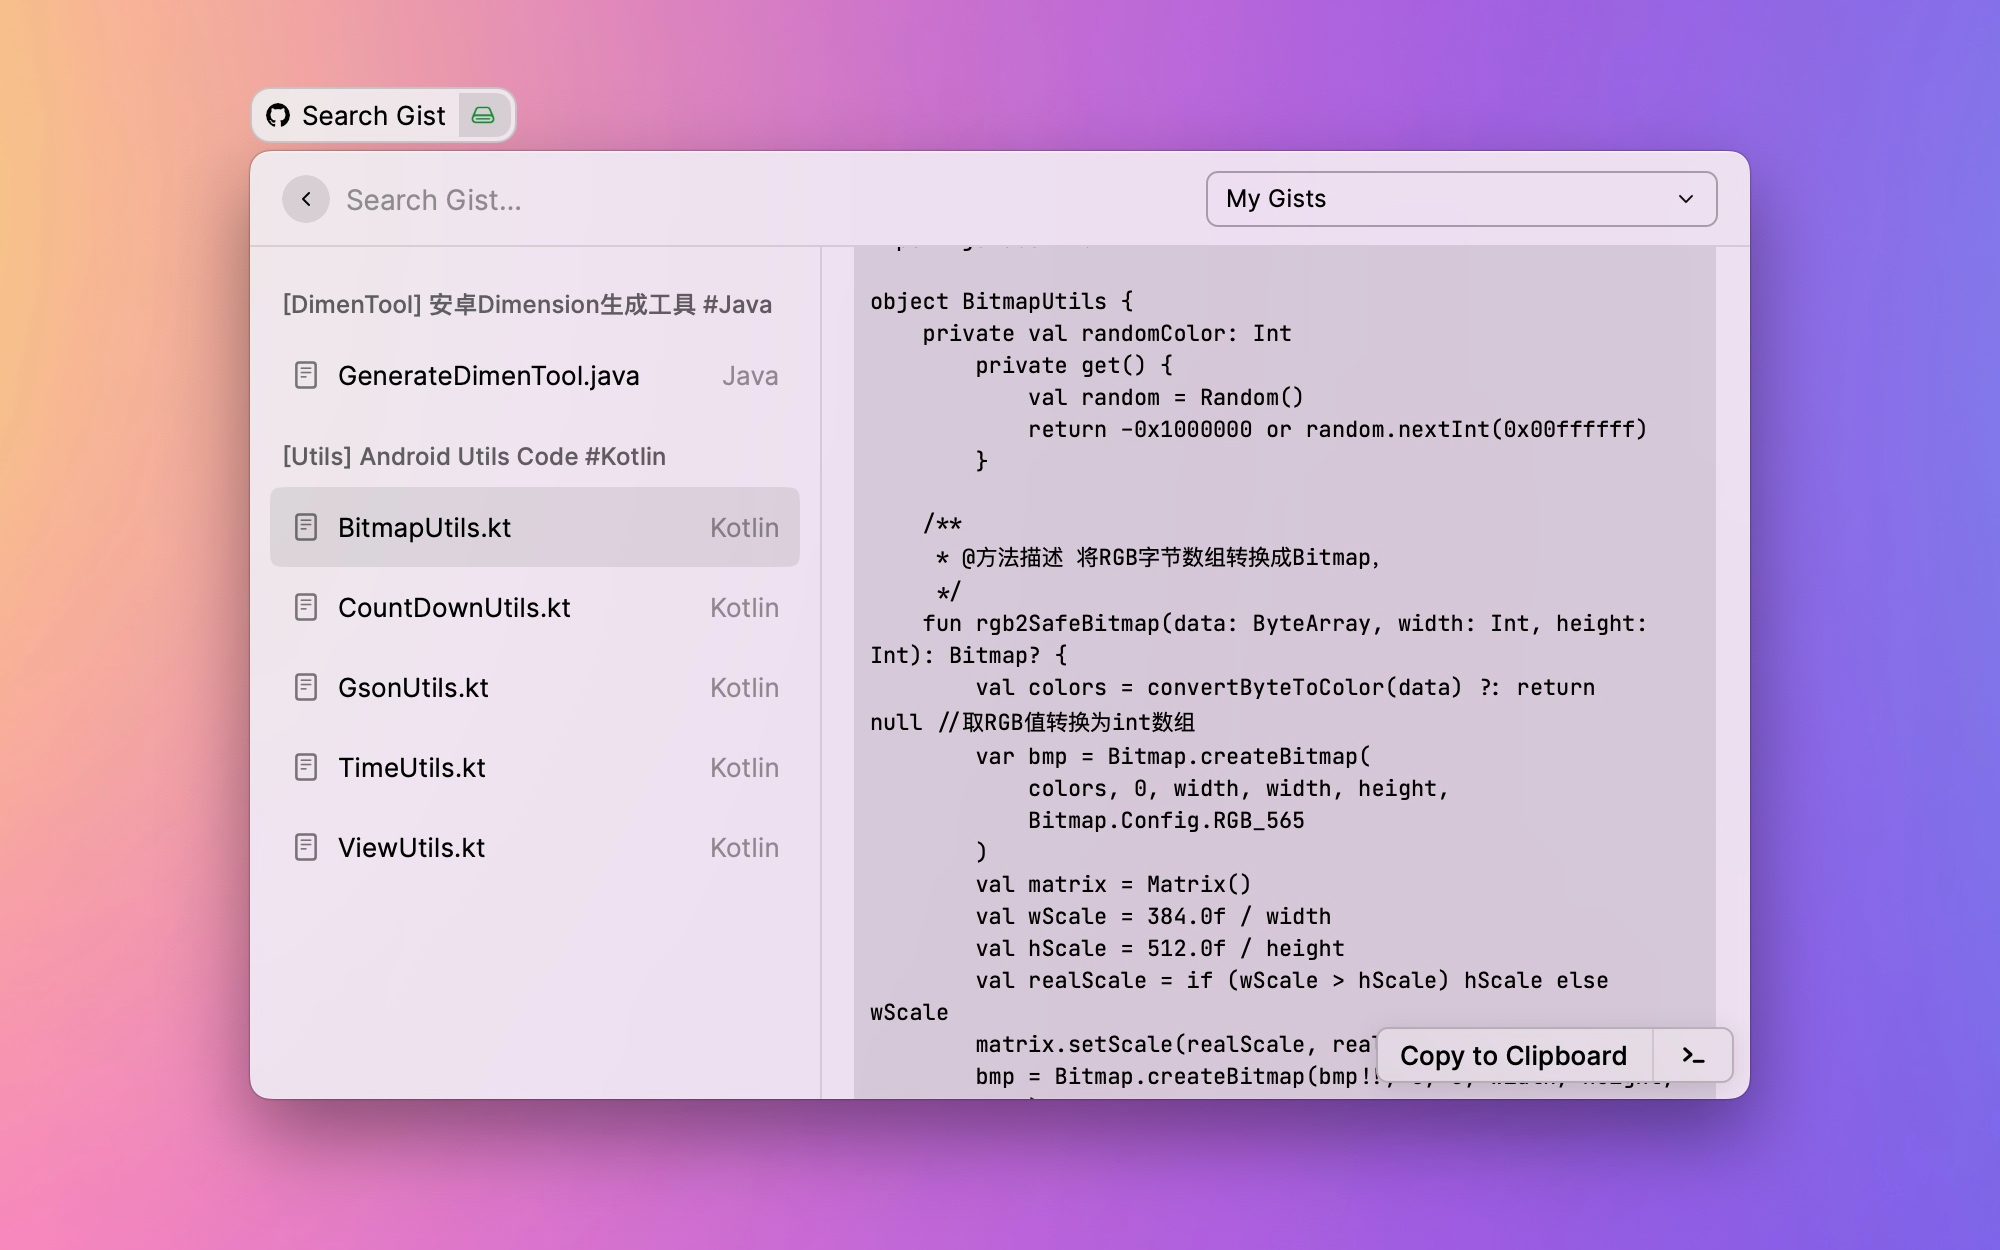 Search Gist
Search Gist...
My Gists
[DimenTool] 安卓Dimension生成工具 #Java
GenerateDimenTool.java
Java
[Utils] Android Utils Code #Kotlin
BitmapUtils.kt
Kotlin
CountDownUtils.kt
Kotlin
GsonUtils.kt
Kotlin
TimeUtils.kt
Kotlin
ViewUtils.kt
Kotlin
object BitmapUtils {
    private val randomColor: Int
        private get() {
            val random = Random()
            return -0x1000000 or random.nextInt(0x00ffffff)
        }
    /**
     * @方法描述 将RGB字节数组转换成Bitmap,
     */
    fun rgb2SafeBitmap(data: ByteArray, width: Int, height:
Int): Bitmap? {
        val colors = convertByteToColor(data) ?: return
null //取RGB值转换为int数组
        var bmp = Bitmap.createBitmap(
            colors, 0, width, width, height,
            Bitmap.Config.RGB_565
        )
        val matrix = Matrix()
        val wScale = 384.0f / width
        val hScale = 512.0f / height
        val realScale = if (wScale > hScale) hScale else
wScale
        matrix.setScale(realScale,
        bmp = Bitmap.createBitmap(bmp!!,
Copy to Clipboard